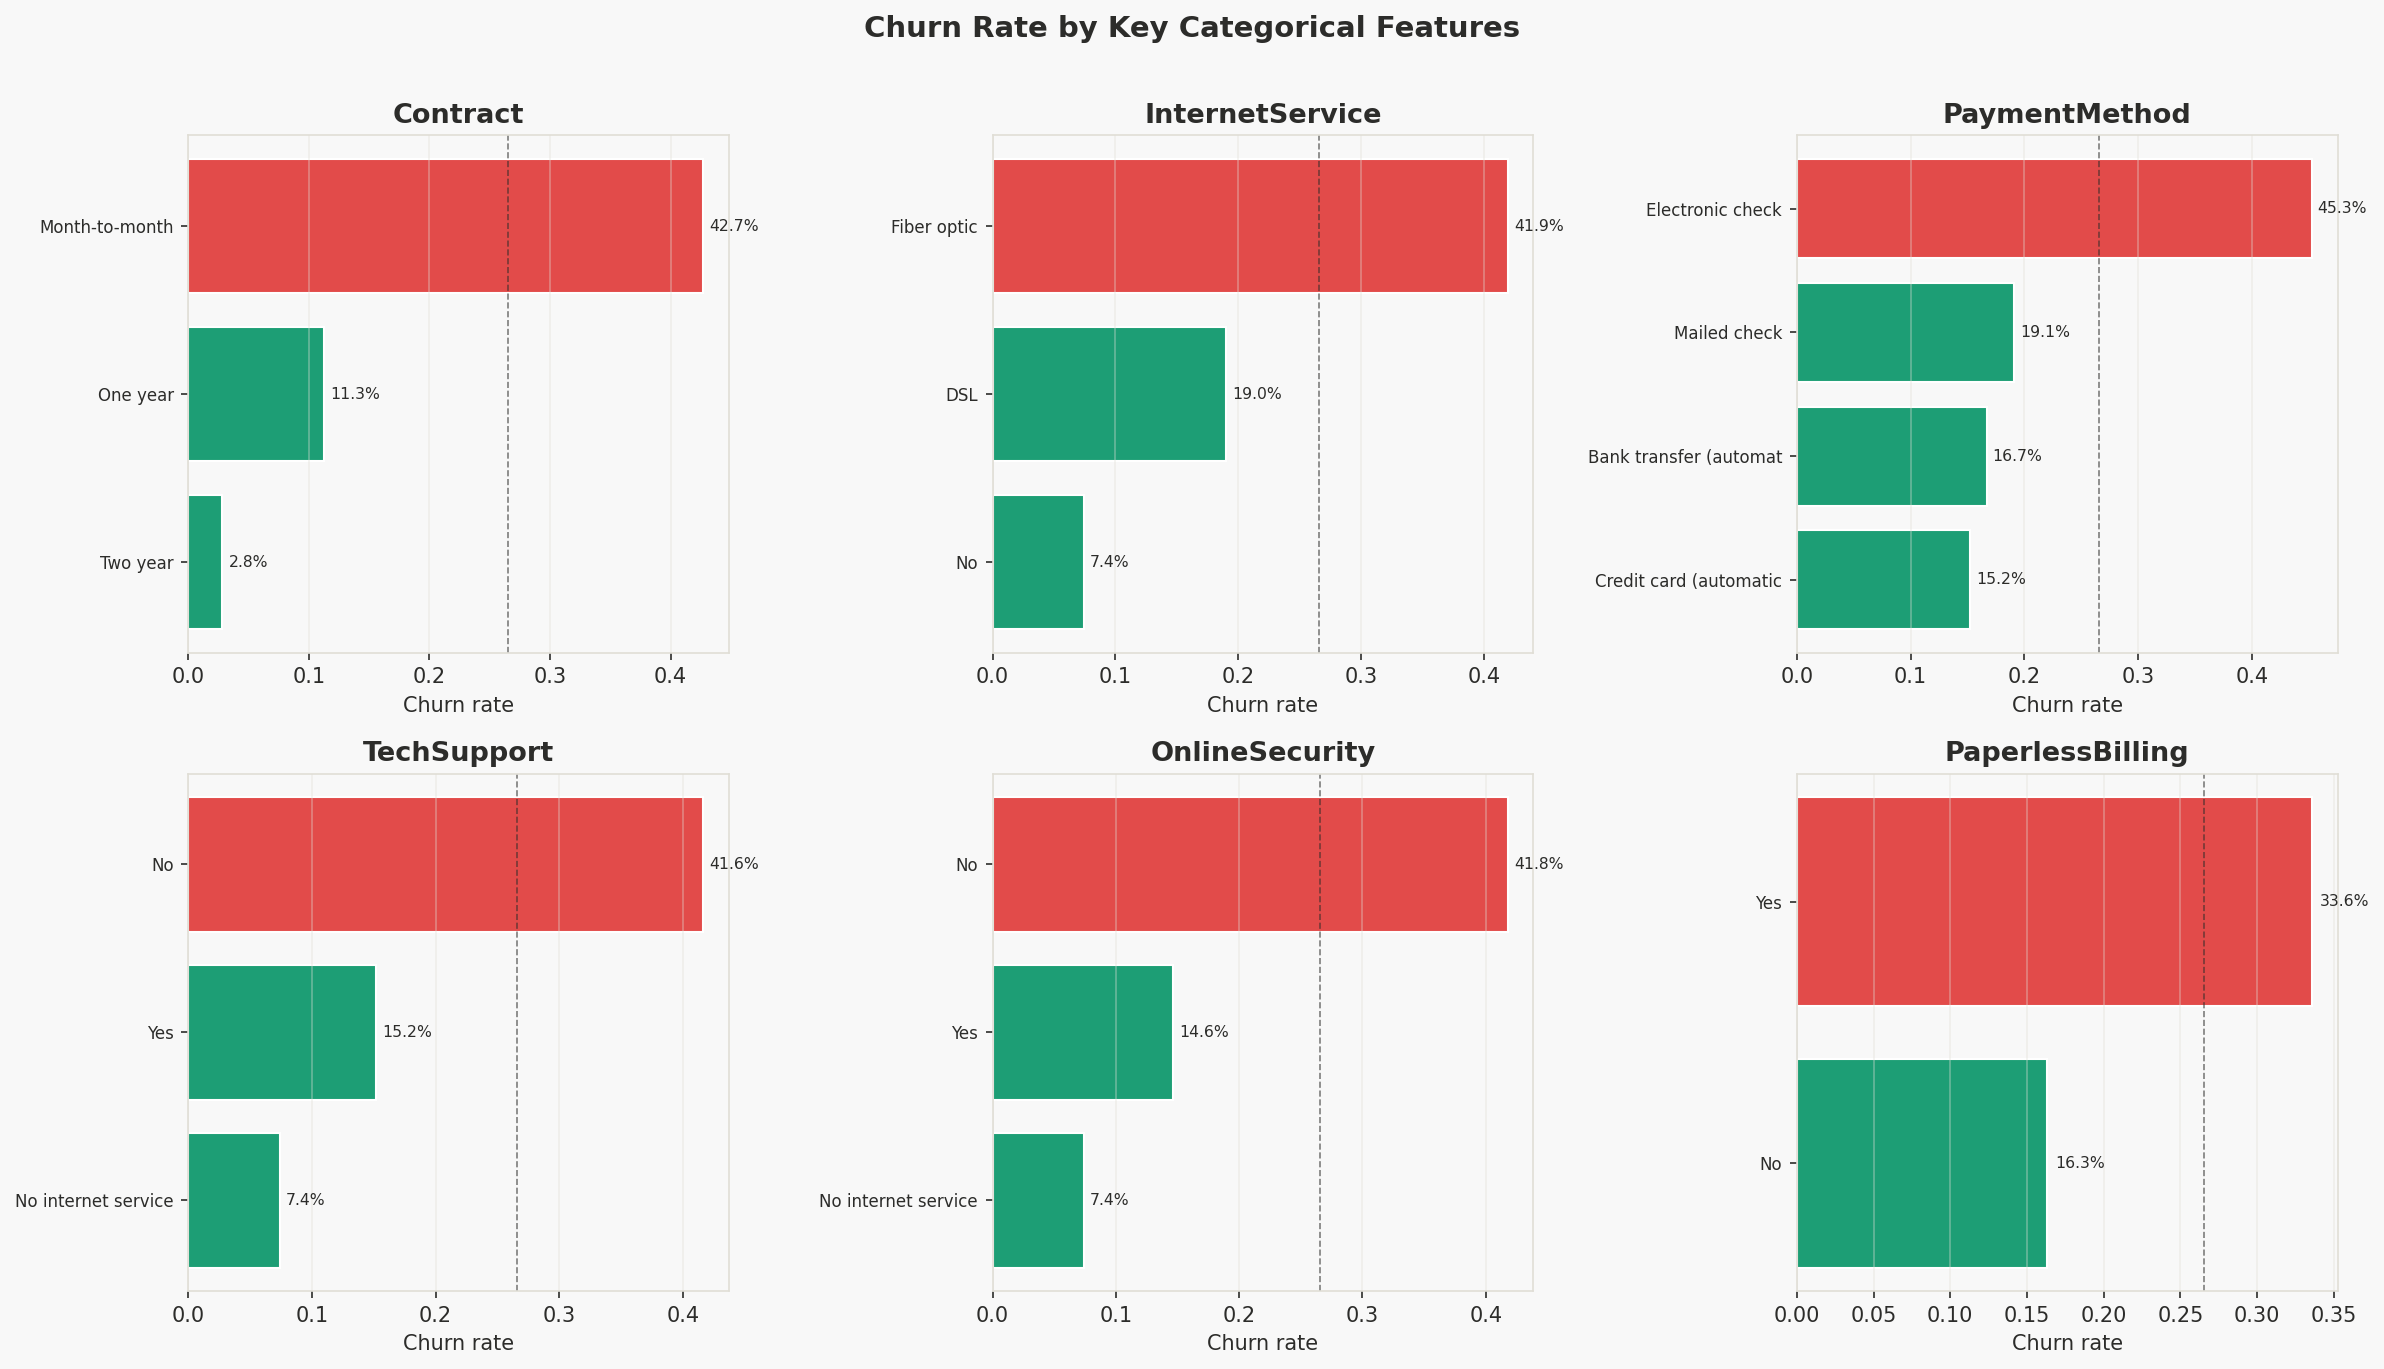 Churn Rate by Key Categorical Features
Contract
Month-to-month
42.7%
One year
11.3%
Two year
2.8%
0.0 0.1 0.2 0.3 0.4
Churn rate
InternetService
Fiber optic
41.9%
DSL
19.0%
No
7.4%
0.0 0.1 0.2 0.3 0.4
Churn rate
PaymentMethod
Electronic check
45.3%
Mailed check
19.1%
Bank transfer (automat
16.7%
Credit card (automatic
15.2%
0.0 0.1 0.2 0.3 0.4
Churn rate
TechSupport
No
41.6%
Yes
15.2%
No internet service
7.4%
0.0 0.1 0.2 0.3 0.4
Churn rate
OnlineSecurity
No
41.8%
Yes
14.6%
No internet service
7.4%
0.0 0.1 0.2 0.3 0.4
Churn rate
PaperlessBilling
Yes
33.6%
No
16.3%
0.00 0.05 0.10 0.15 0.20 0.25 0.30 0.35
Churn rate